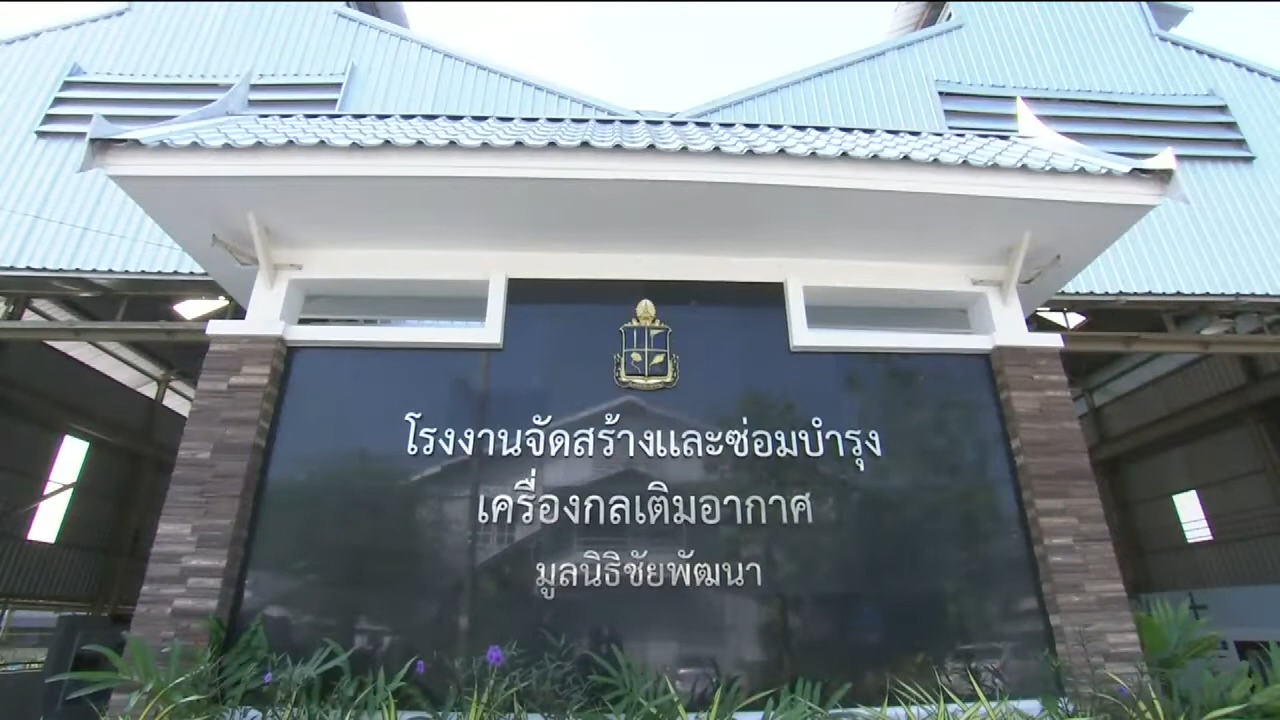 โรงงานจัดสร้างและซ่อมบำรุง
เครื่องกลเติมอากาศ
มูลนิธิชัยพัฒนา